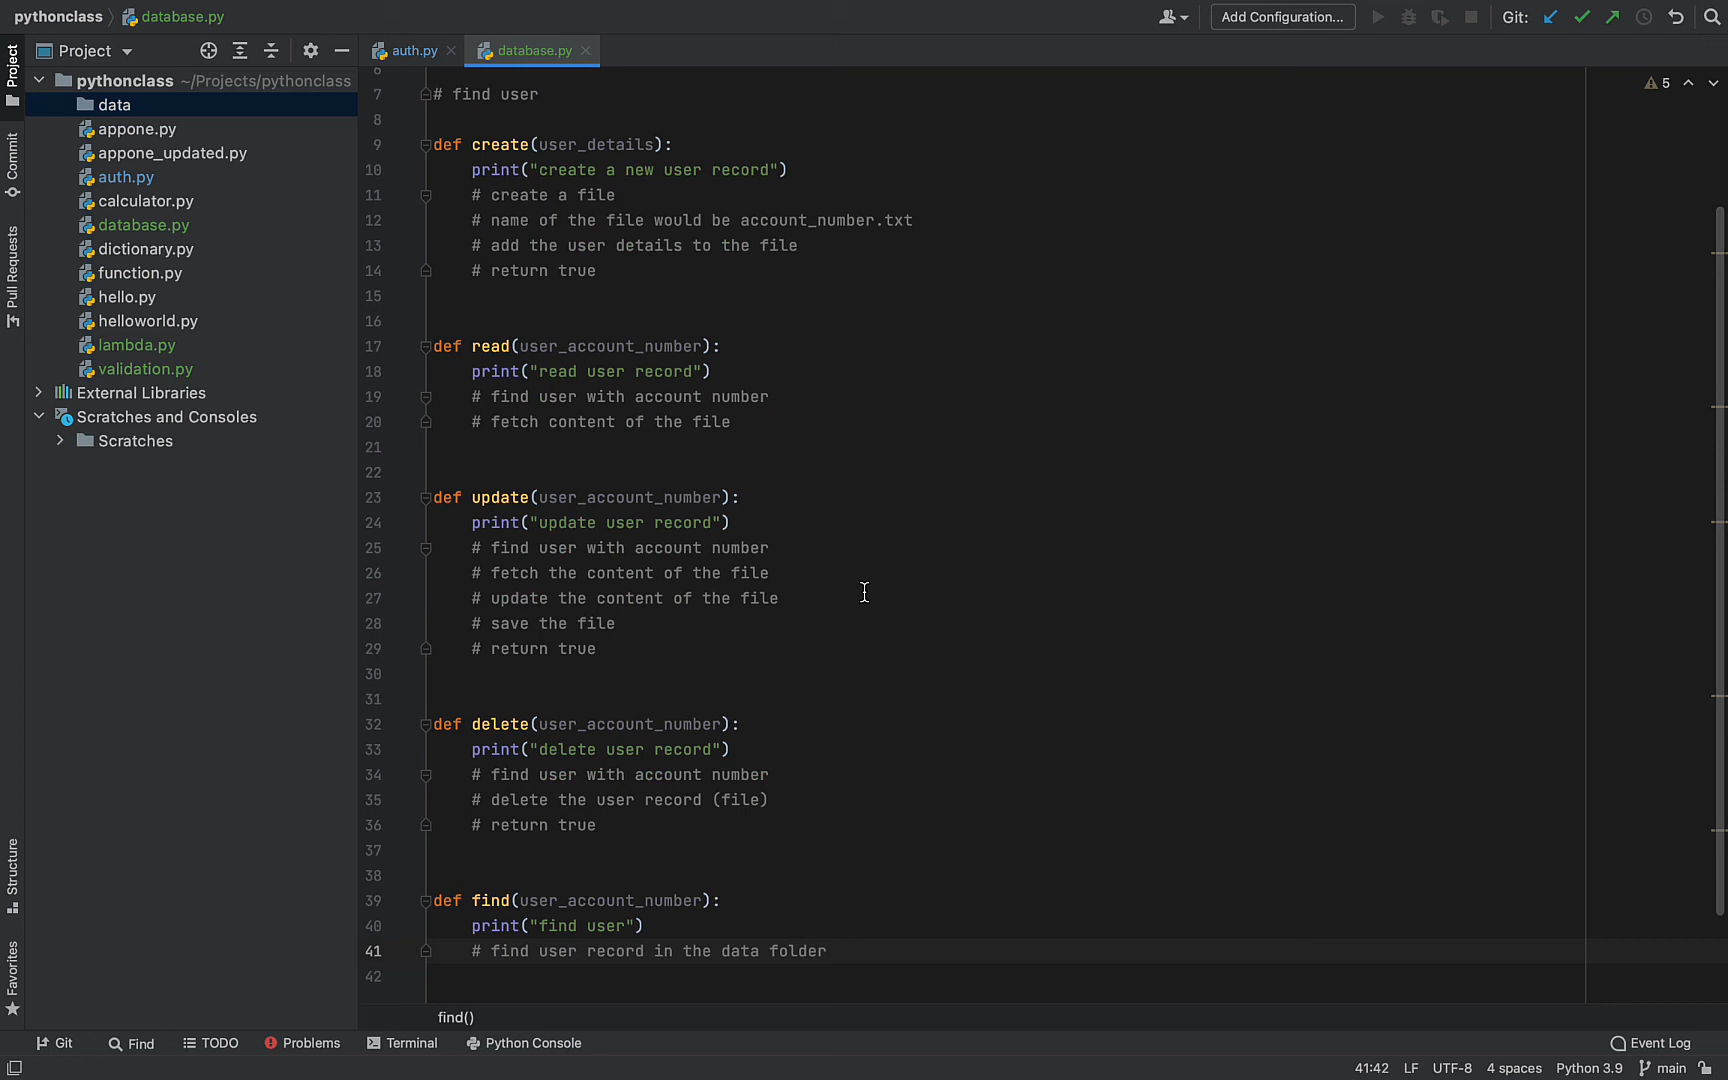 pythonclass database.py Add Configuration... Git:
Project
auth.py database.py
pythonclass ~/Projects/pythonclass
data
appone.py
appone_updated.py
auth.py
calculator.py
database.py
dictionary.py
function.py
hello.py
helloworld.py
lambda.py
validation.py
External Libraries
Scratches and Consoles
Scratches
Project
Commit
Pull Requests
Structure
Favorites
5
6
7 # find user
8
9 def create(user_details):
10 print("create a new user record")
11 # create a file
12 # name of the file would be account_number.txt
13 # add the user details to the file
14 # return true
15
16
17 def read(user_account_number):
18 print("read user record")
19 # find user with account number
20 # fetch content of the file
21
22
23 def update(user_account_number):
24 print("update user record")
25 # find user with account number
26 # fetch the content of the file
27 # update the content of the file
28 # save the file
29 # return true
30
31
32 def delete(user_account_number):
33 print("delete user record")
34 # find user with account number
35 # delete the user record (file)
36 # return true
37
38
39 def find(user_account_number):
40 print("find user")
41 # find user record in the data folder
42
find()
Git Find TODO Problems Terminal Python Console Event Log
41:42 LF UTF-8 4 spaces Python 3.9 main